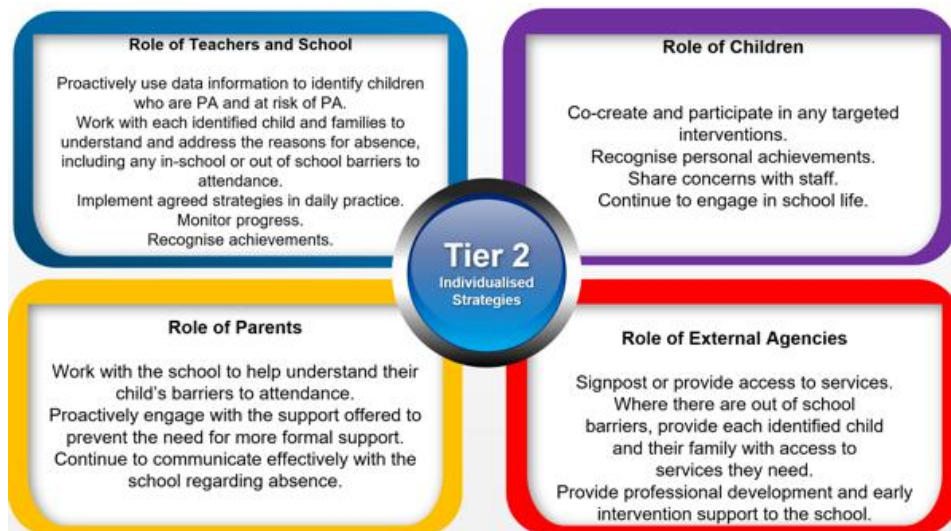 Role of Teachers and School
Proactively use data information to identify children
who are PA and at risk of PA.
Work with each identified child and families to
understand and address the reasons for absence,
including any in-school or out of school barriers to
attendance.
Implement agreed strategies in daily practice.
Monitor progress.
Recognise achievements.
Role of Children
Co-create and participate in any targeted
interventions.
Recognise personal achievements.
Share concerns with staff.
Continue to engage in school life.
Tier 2
Individualised
Strategies
Role of Parents
Work with the school to help understand their
child's barriers to attendance.
Proactively engage with the support offered to
prevent the need for more formal support.
Continue to communicate effectively with the
school regarding absence.
Role of External Agencies
Signpost or provide access to services.
Where there are out of school
barriers, provide each identified child
and their family with access to
services they need.
Provide professional development and early
intervention support to the school.